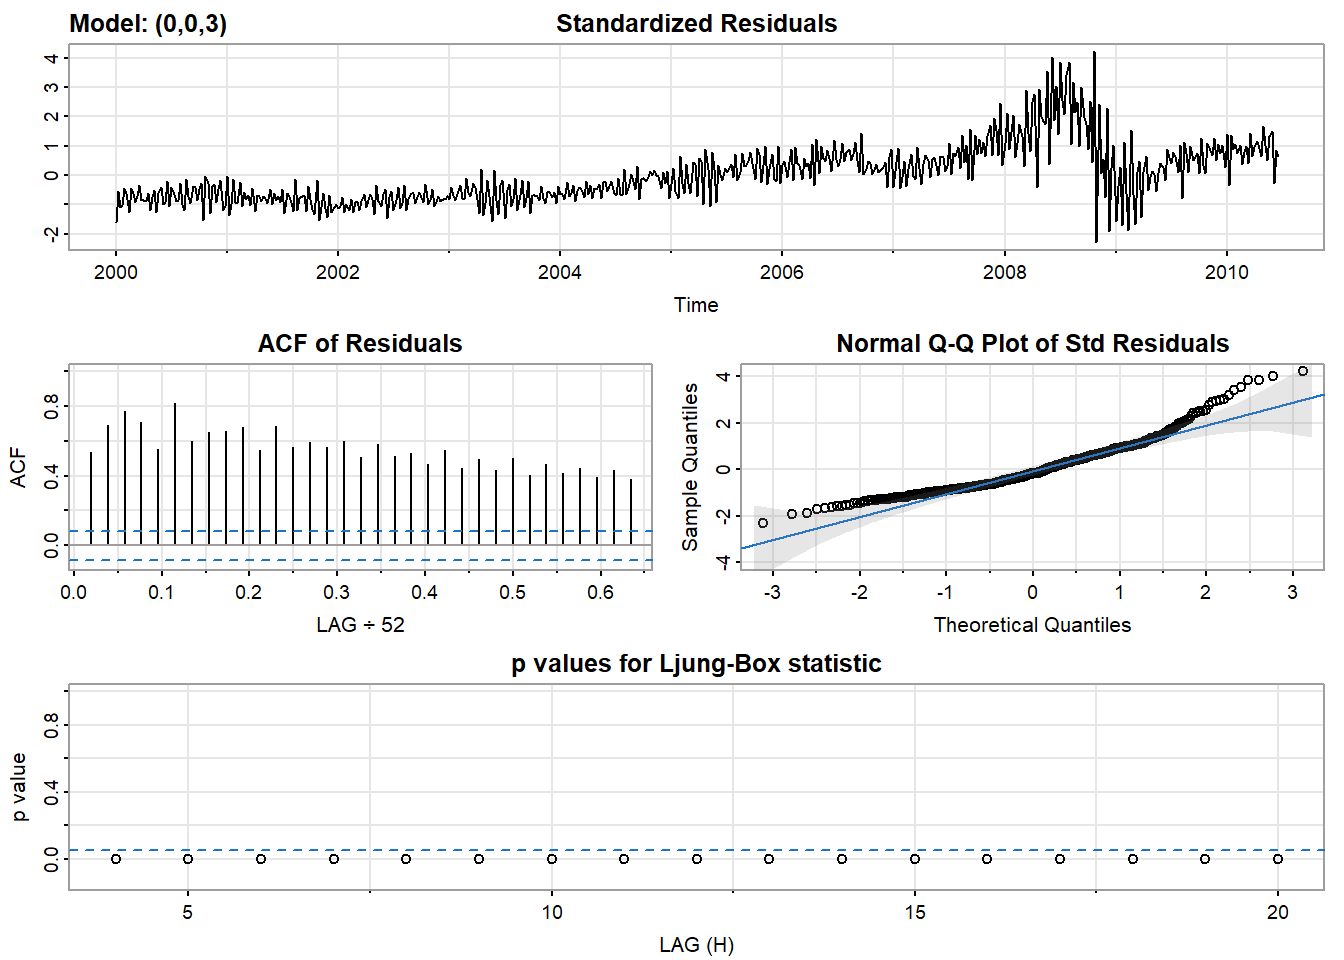 Model: (0,0,3) Standardized Residuals
4
3
2
1
0
-2
2000 2002 2004 2006 2008 2010
Time
ACF of Residuals
ACF
0.8
0.4
0.0
0.0 0.1 0.2 0.3 0.4 0.5 0.6
LAG ÷ 52
Normal Q-Q Plot of Std Residuals
Sample Quantiles
4
2
0
-2
-4
-3 -2 -1 0 1 2 3
Theoretical Quantiles
p values for Ljung-Box statistic
p value
0.8
0.4
0.0
5 10 15 20
LAG (H)